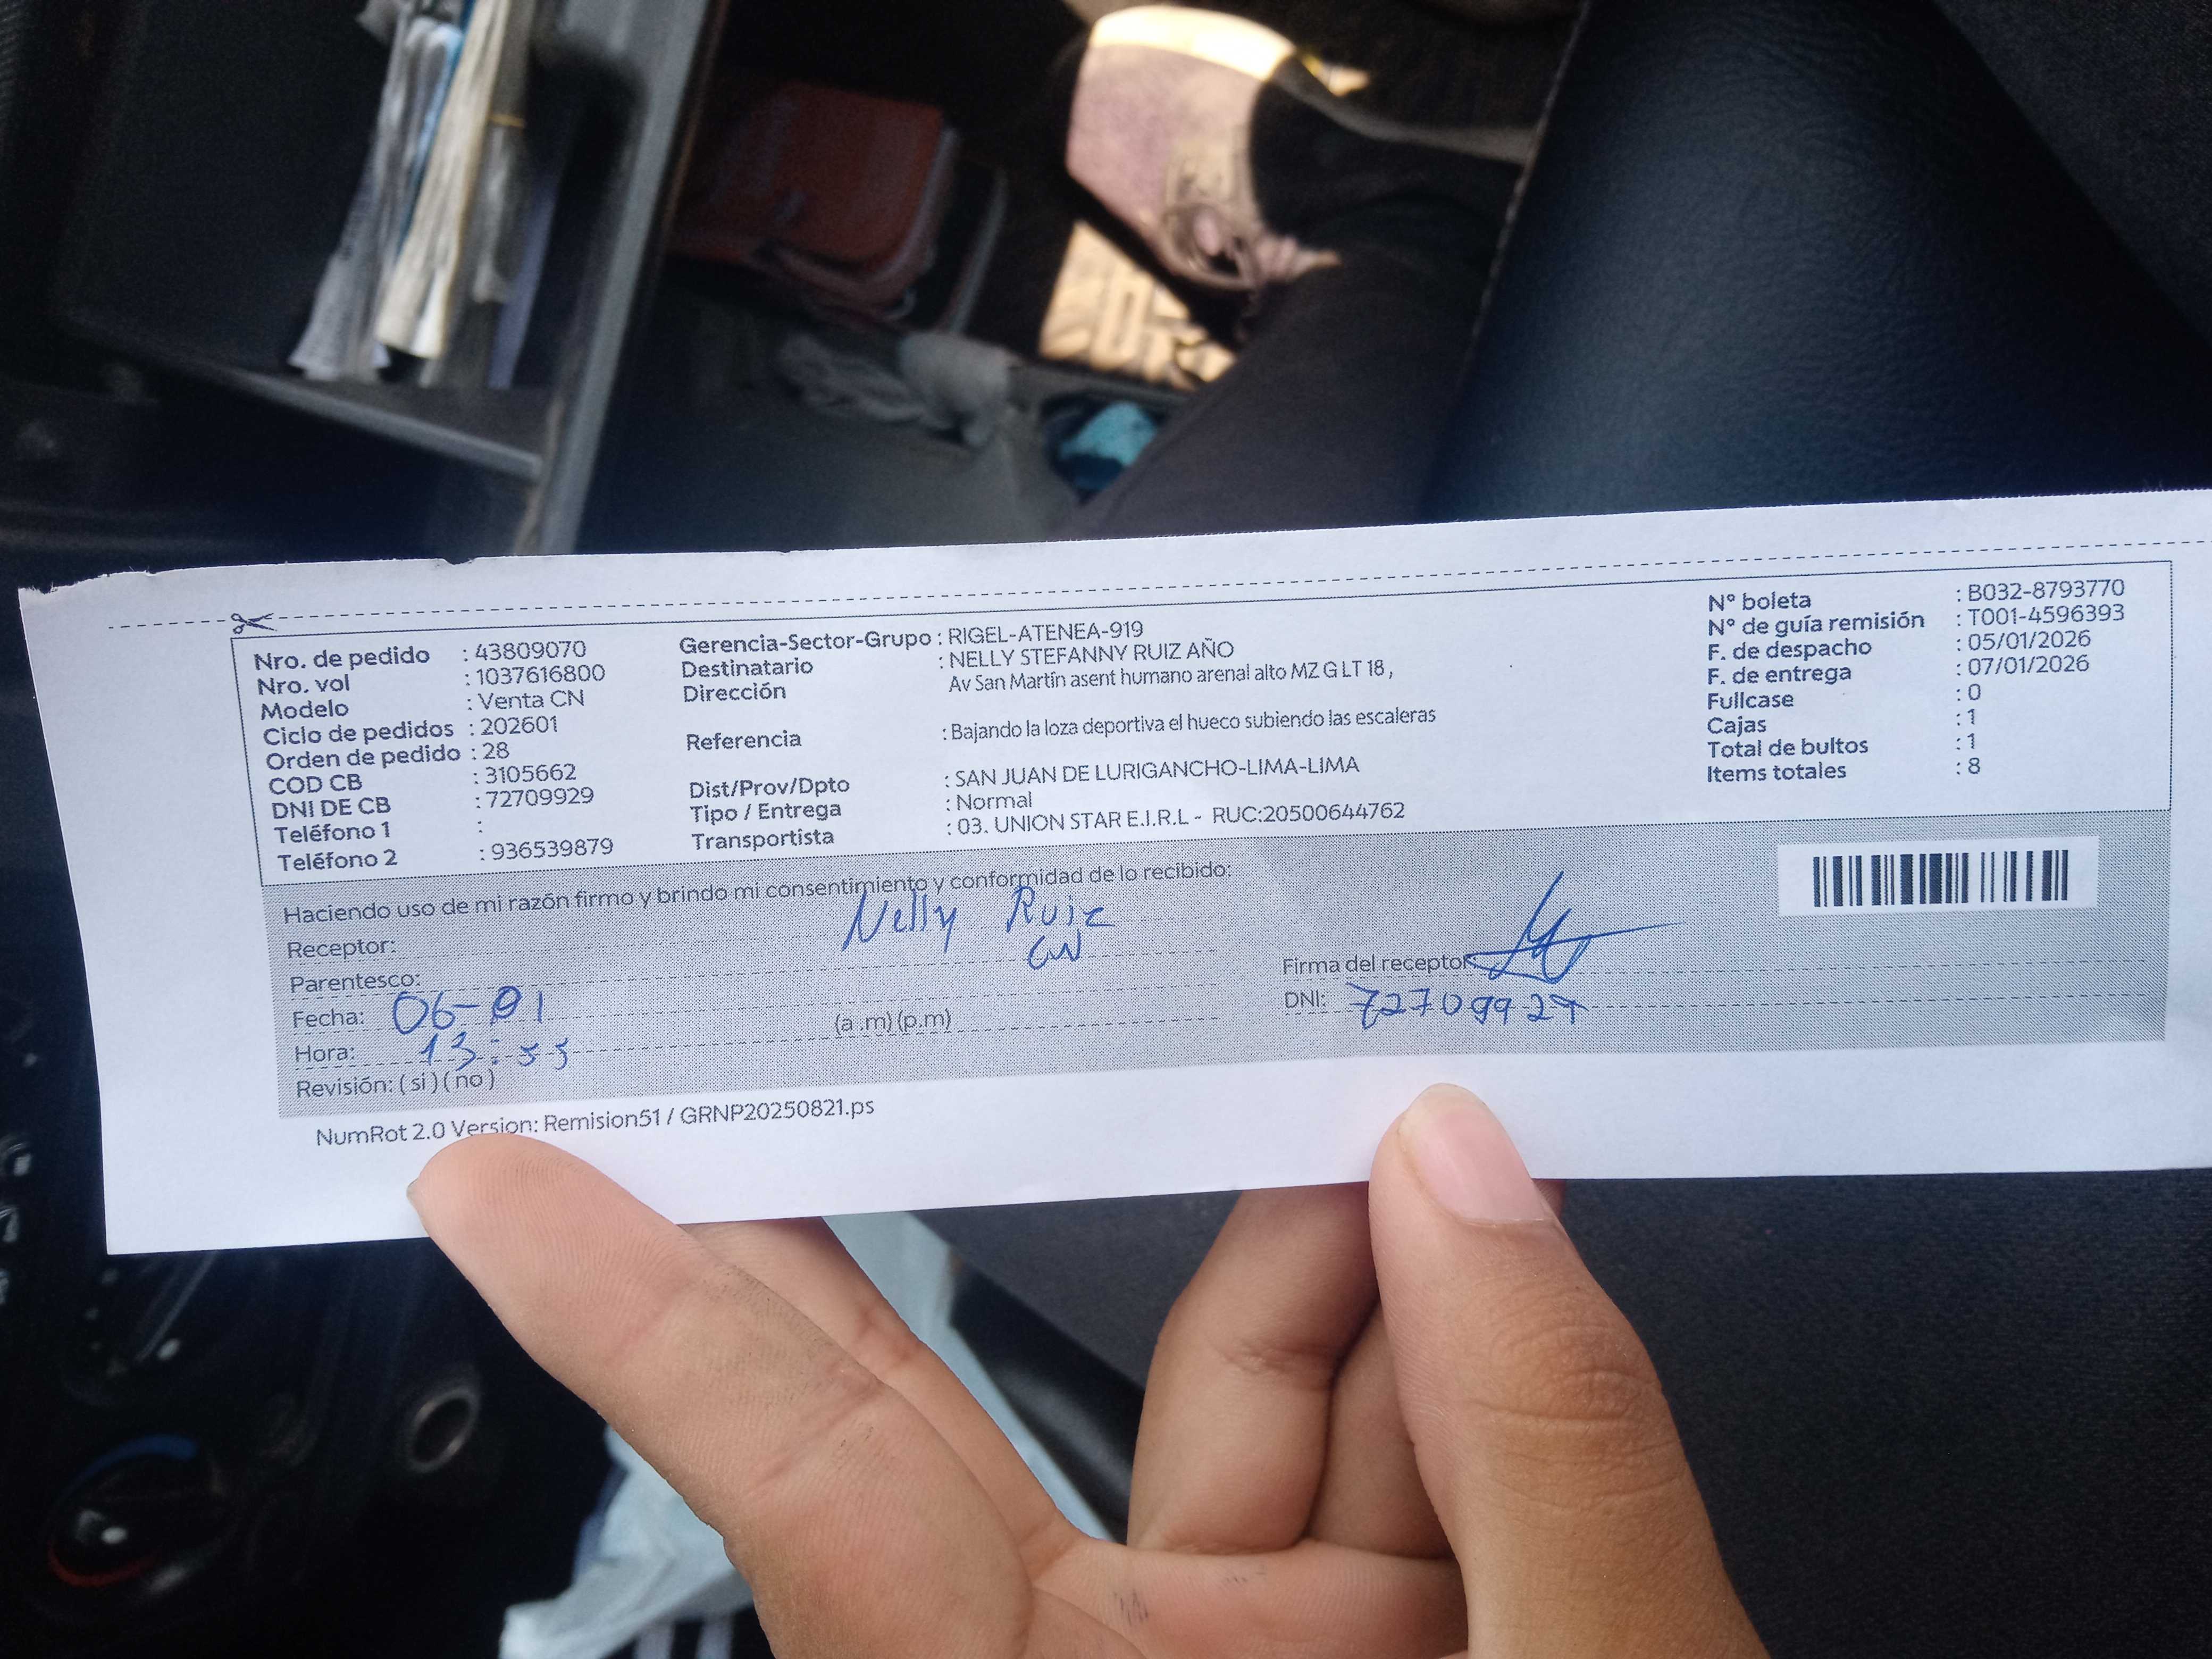 Nro. de pedido : 43809070
Nro. vol : 1037616800
Modelo : Venta CN
Ciclo de pedidos : 202601
Orden de pedido : 28
COD CB : 3105662
DNI DE CB : 72709929
Teléfono 1 :
Teléfono 2 : 936539879
Gerencia-Sector-Grupo : RIGEL-ATENEA-919
Destinatario : NELLY STEFANNY RUIZ AÑO
Dirección Av San Martín asent humano arenal alto MZ G LT 18 ,
Referencia : Bajando la loza deportiva el hueco subiendo las escaleras
Dist/Prov/Dpto : SAN JUAN DE LURIGANCHO-LIMA-LIMA
Tipo / Entrega : Normal
Transportista : 03. UNION STAR E.I.R.L - RUC:20500644762
N° boleta : B032-8793770
N° de guía remisión : T001-4596393
F. de despacho : 05/01/2026
F. de entrega : 07/01/2026
Fullcase : 0
Cajas : 1
Total de bultos : 1
Items totales : 8
Haciendo uso de mi razón firmo y brindo mi consentimiento y conformidad de lo recibido:
Receptor: Nelly Ruiz
Parentesco: CN
Fecha: 06-01
Hora: 13:55 (a .m) (p.m)
Revisión: ( si ) ( no )
Firma del receptor
DNI: 72709929
NumRot 2.0 Version: Remision51 / GRNP20250821.ps